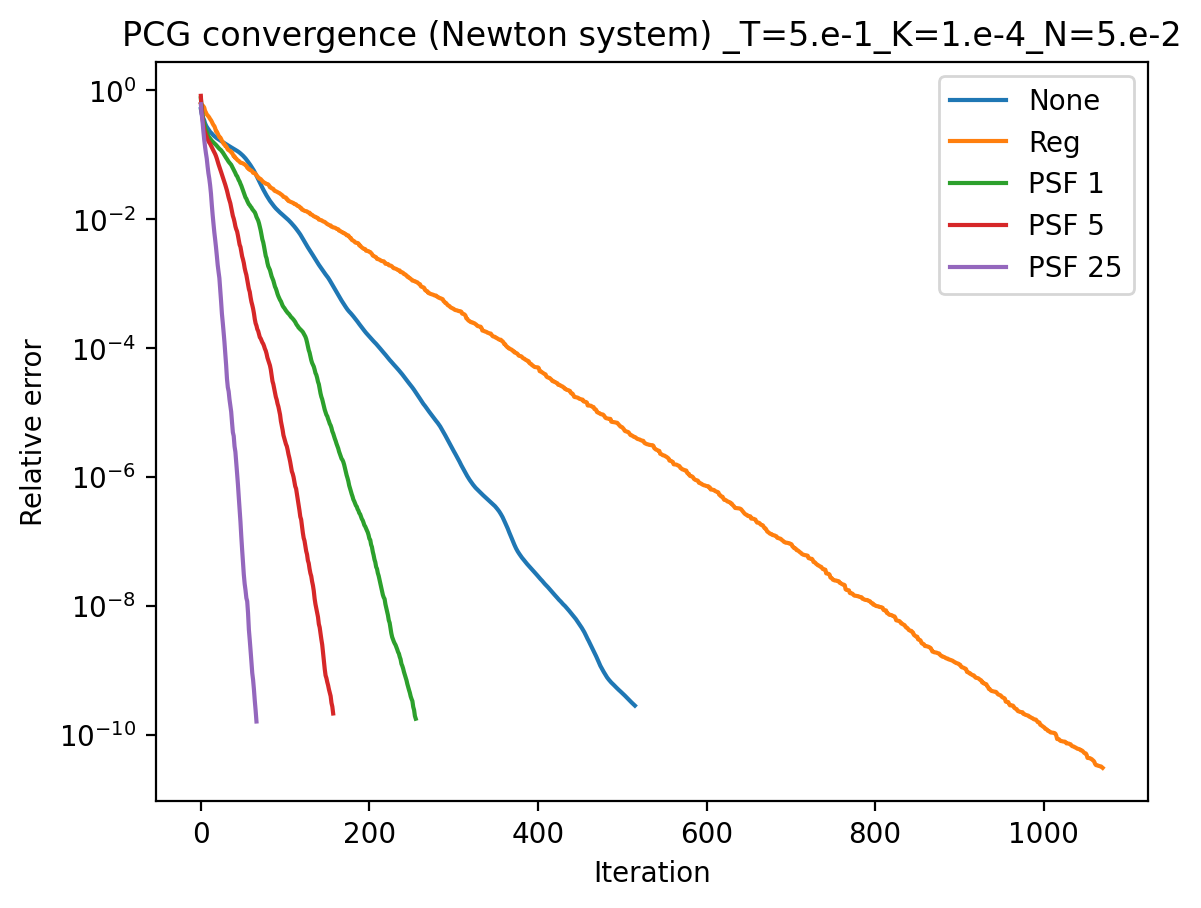 PCG convergence (Newton system) _T=5.e-1_K=1.e-4_N=5.e-2
None
Reg
PSF 1
PSF 5
PSF 25
Relative error
10⁰
10⁻²
10⁻⁴
10⁻⁶
10⁻⁸
10⁻¹⁰
0 200 400 600 800 1000
Iteration